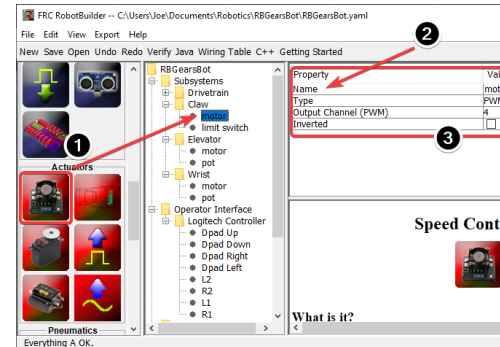 FRC RobotBuilder -- C:\Users\Joe\Documents\Robotics\RBGearsBot\RBGearsBot.yaml
File Edit View Export Help
New Save Open Undo Redo Verify Java Wiring Table C++ Getting Started
1
Actuators
Pneumatics
RBGearsBot
Subsystems
Drivetrain
Claw
motor
limit switch
Elevator
motor
pot
Wrist
motor
pot
Operator Interface
Logitech Controller
Dpad Up
Dpad Down
Dpad Right
Dpad Left
L2
R2
L1
R1
2
Property Val
Name mot
Type PWM
Output Channel (PWM) 4
Inverted
3
Speed Cont
What is it?
Everything A OK.